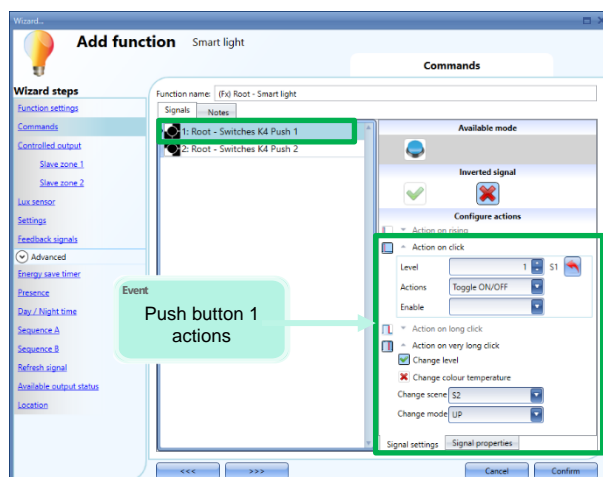 Wizard...
Add function Smart light
Commands
Wizard steps
Function settings
Commands
Controlled output
Slave zone 1
Slave zone 2
Lux sensor
Settings
Feedback signals
Advanced
Energy save timer
Presence
Day / Night time
Sequence A
Sequence B
Refresh signal
Available output status
Location
Function name: (Fx) Root - Smart light
Signals Notes
1: Root - Switches K4 Push 1
2: Root - Switches K4 Push 2
Event
Push button 1
actions
Available mode
Inverted signal
Configure actions
Action on rising
Action on click
Level 1 S1
Actions Toggle ON/OFF
Enable
Action on long click
Action on very long click
Change level
Change colour temperature
Change scene S2
Change mode UP
Signal settings Signal properties
<<< >>> Cancel Confirm